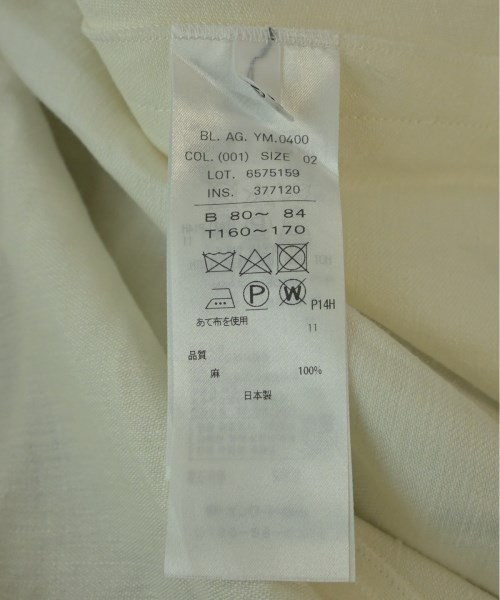 BL. AG. YM.0400
COL. (001) SIZE 02
LOT. 6575159
INS. 377120
B 80～ 84
T160～170
P W P14H
あて布を使用 11
品質
麻 100%
日本製